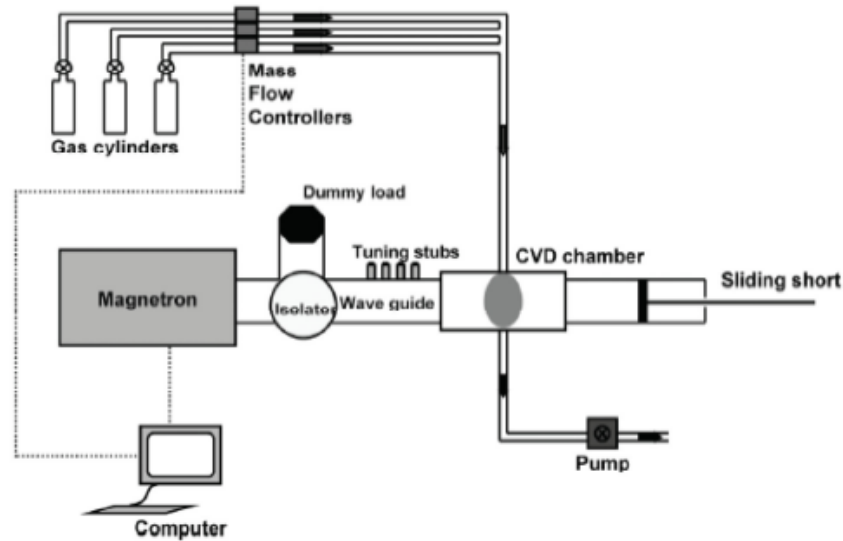 Mass
Flow
Controllers
Gas cylinders
Dummy load
Tuning stubs
CVD chamber
Sliding short
Magnetron
Isolator
Wave guide
Pump
Computer